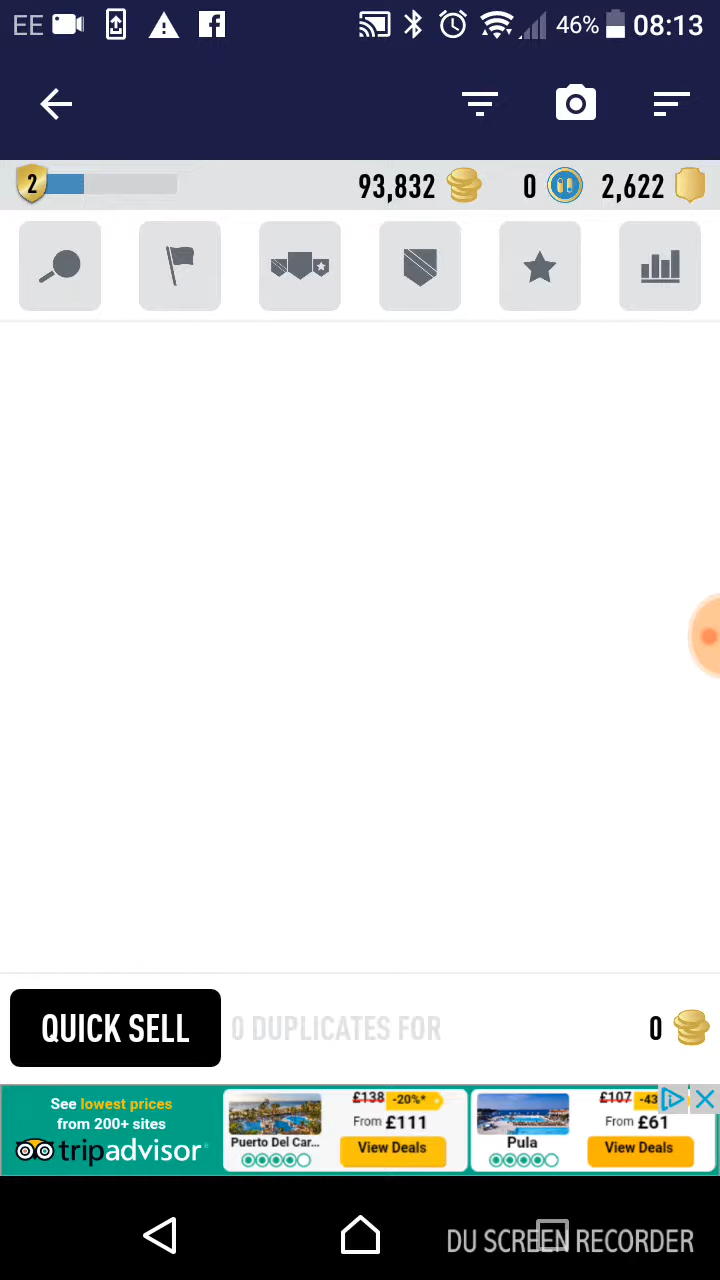 EE 46% 08:13
2 93,832 0 2,622
QUICK SELL 0 DUPLICATES FOR 0
See lowest prices
from 200+ sites
tripadvisor
£138 -20%*
From £111
Puerto Del Car...
View Deals
£107 -43
From £61
Pula
View Deals
DU SCREEN RECORDER